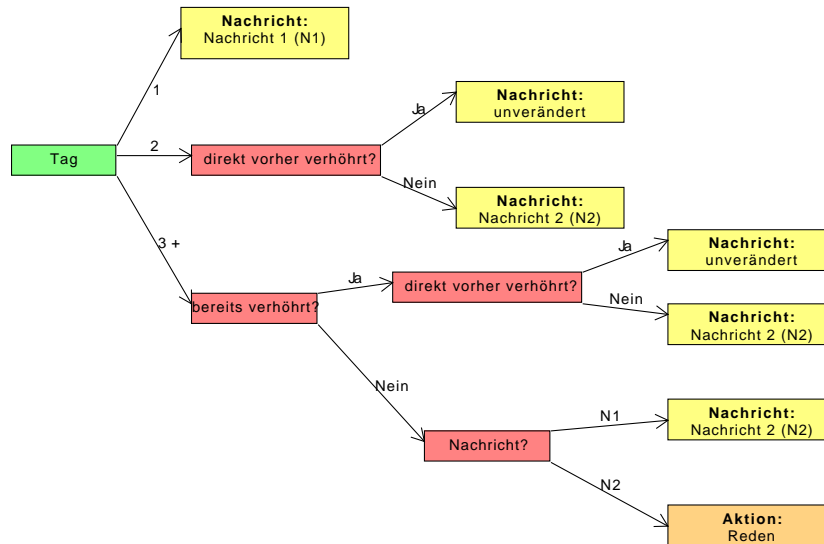 Nachricht:
Nachricht 1 (N1)
1
Ja
Nachricht:
unverändert
Tag
2
direkt vorher verhöhrt?
Nein
Nachricht:
Nachricht 2 (N2)
3 +
Ja
Nachricht:
unverändert
bereits verhöhrt?
Ja
direkt vorher verhöhrt?
Nein
Nachricht:
Nachricht 2 (N2)
Nein
N1
Nachricht:
Nachricht 2 (N2)
Nachricht?
N2
Aktion:
Reden